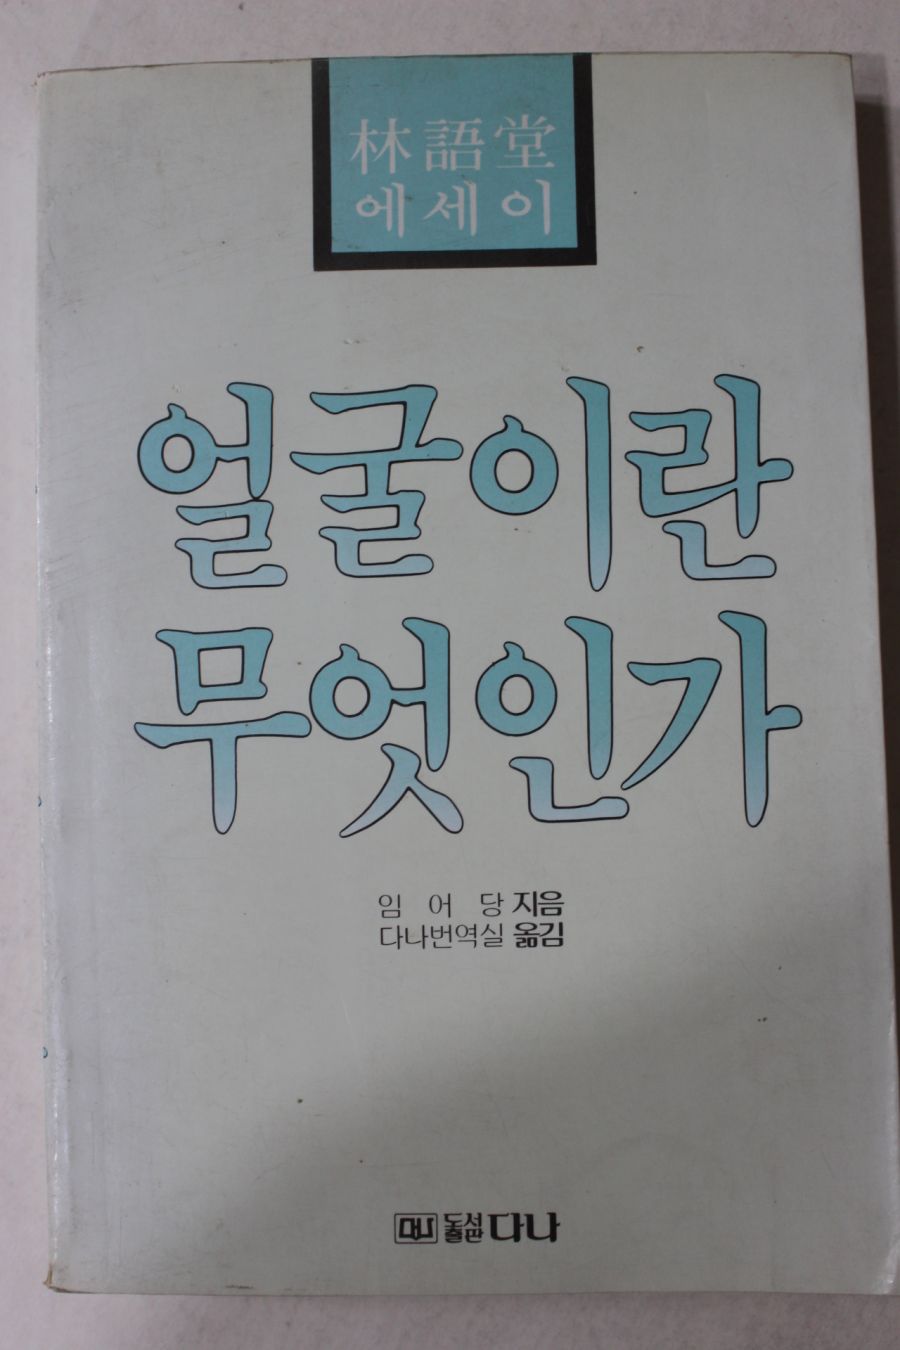 林語堂
에세이
얼굴이란
무엇인가
임어당 지음
다나번역실 옮김
도서출판 다나